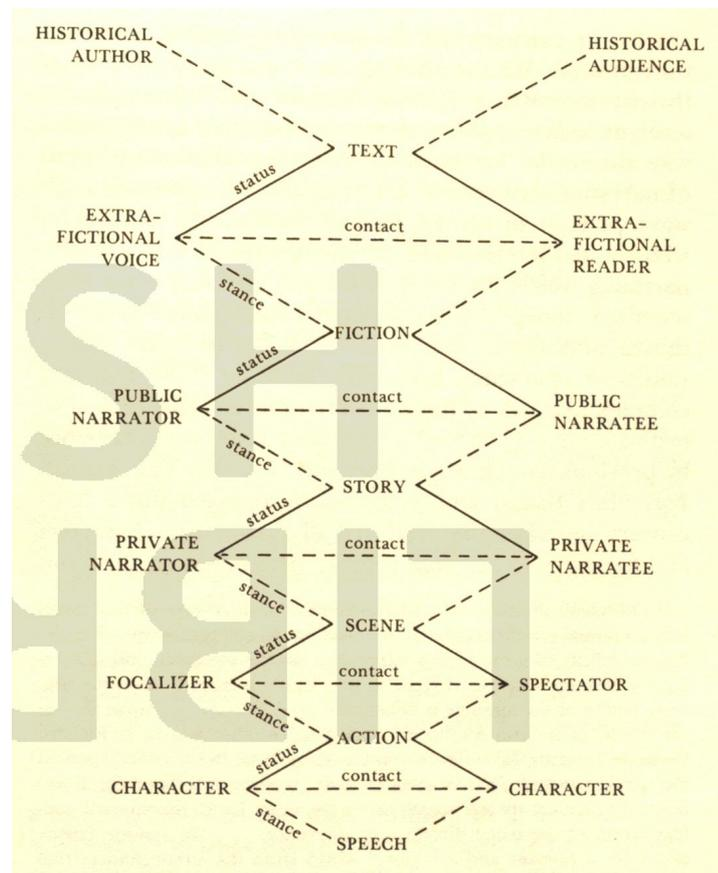 HISTORICAL
AUTHOR
HISTORICAL
AUDIENCE
TEXT
status
EXTRA-
FICTIONAL
VOICE
contact
EXTRA-
FICTIONAL
READER
stance
FICTION
status
PUBLIC
NARRATOR
contact
PUBLIC
NARRATEE
stance
STORY
status
PRIVATE
NARRATOR
contact
PRIVATE
NARRATEE
stance
SCENE
status
FOCALIZER
contact
SPECTATOR
stance
ACTION
status
CHARACTER
contact
CHARACTER
stance
SPEECH